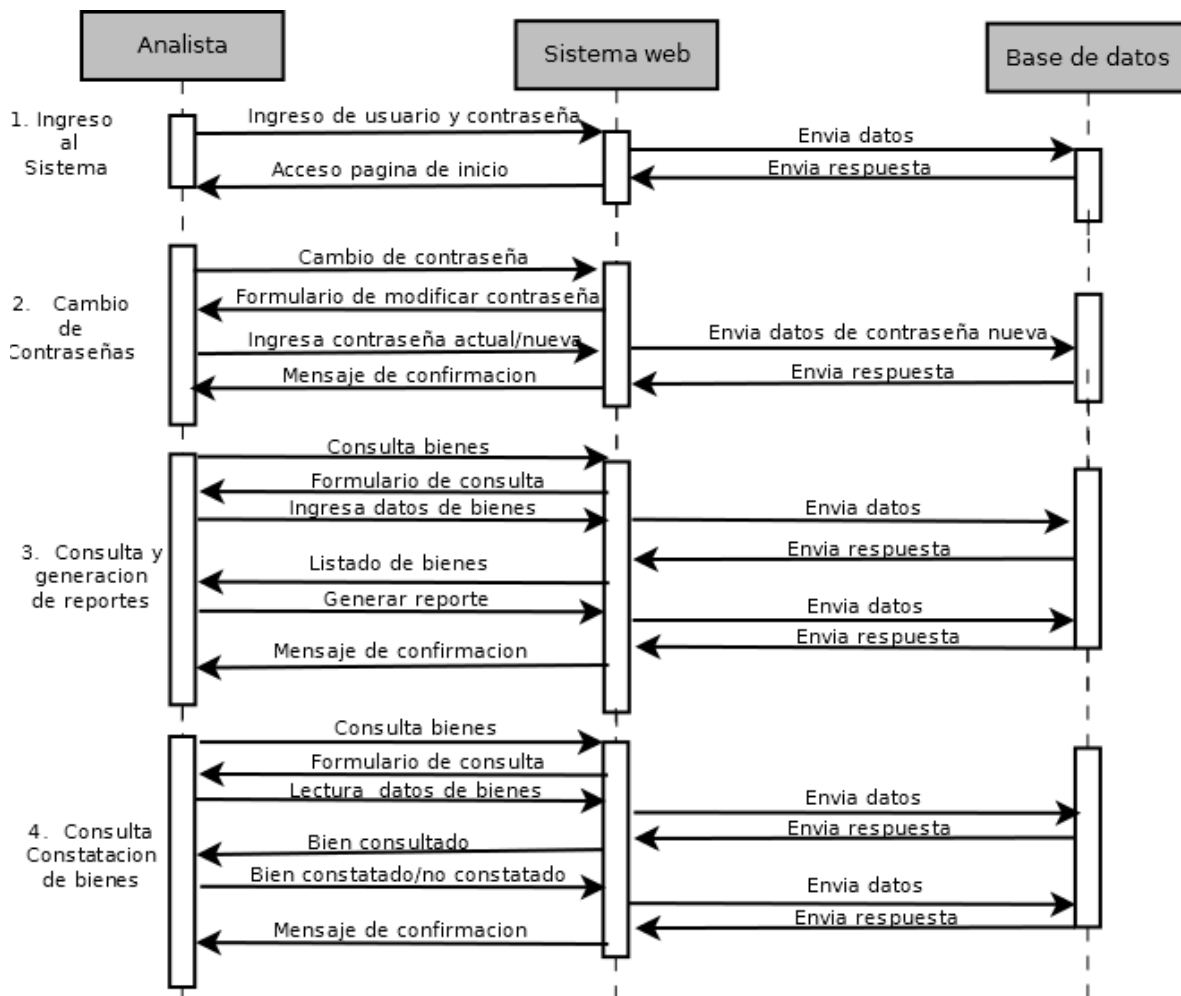 Analista
Sistema web
Base de datos
1. Ingreso
al
Sistema
Ingreso de usuario y contraseña
Envia datos
Envia respuesta
Acceso pagina de inicio
2. Cambio
de
Contraseñas
Cambio de contraseña
Formulario de modificar contraseña
Ingresa contraseña actual/nueva
Envia datos de contraseña nueva
Envia respuesta
Mensaje de confirmacion
3. Consulta y
generacion
de reportes
Consulta bienes
Formulario de consulta
Ingresa datos de bienes
Envia datos
Envia respuesta
Listado de bienes
Generar reporte
Envia datos
Envia respuesta
Mensaje de confirmacion
4. Consulta
Constatacion
de bienes
Consulta bienes
Formulario de consulta
Lectura datos de bienes
Envia datos
Envia respuesta
Bien consultado
Bien constatado/no constatado
Envia datos
Envia respuesta
Mensaje de confirmacion